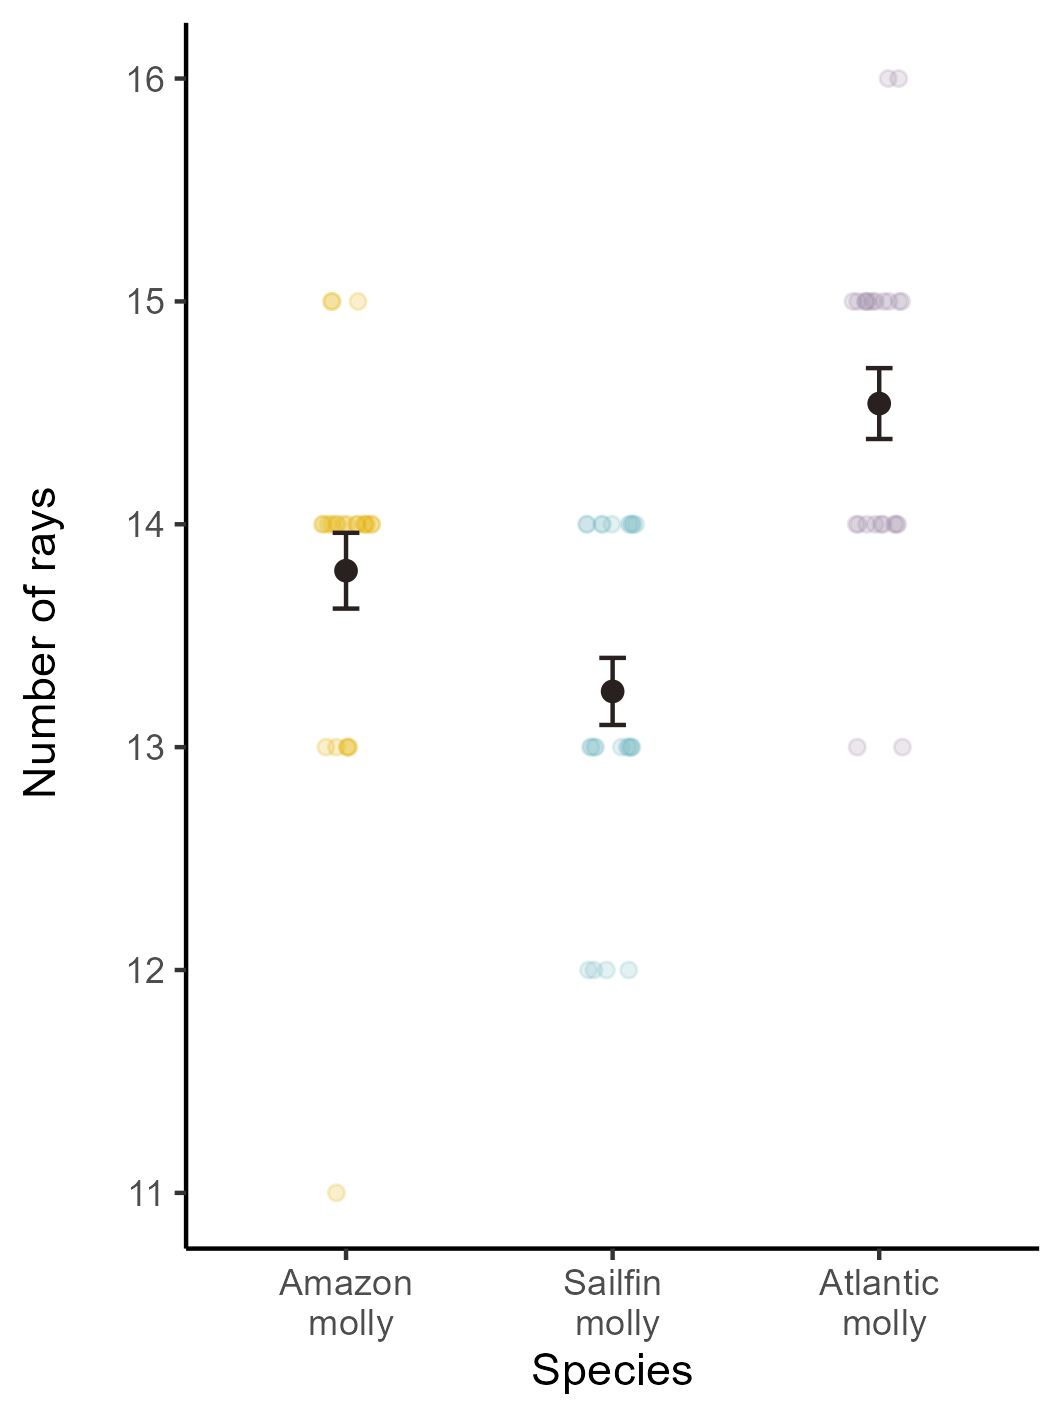 Number of rays
16
15
14
13
12
11
Amazon
molly
Sailfin
molly
Atlantic
molly
Species